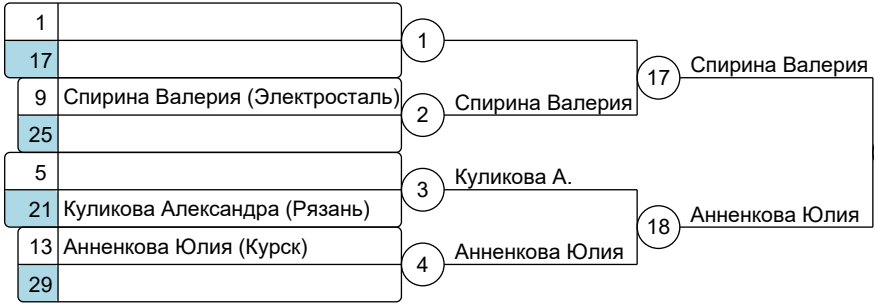 1
1
17
17
Спирина Валерия
9 Спирина Валерия (Электросталь)
2
Спирина Валерия
25
5
3
Куликова А.
21 Куликова Александра (Рязань)
18
Анненкова Юлия
13 Анненкова Юлия (Курск)
4
Анненкова Юлия
29